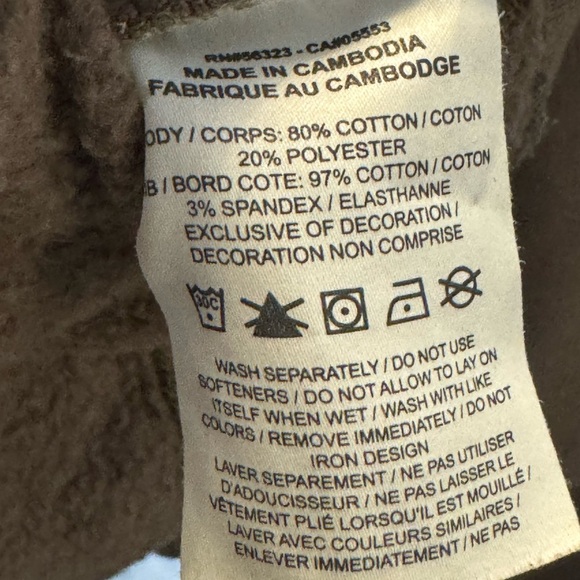 RN#56323 - CA#05553
MADE IN CAMBODIA
FABRIQUE AU CAMBODGE
ODY / CORPS: 80% COTTON / COTON
20% POLYESTER
B / BORD COTE: 97% COTTON / COTON
3% SPANDEX / ELASTHANNE
EXCLUSIVE OF DECORATION /
DECORATION NON COMPRISE
30C
WASH SEPARATELY / DO NOT USE
SOFTENERS / DO NOT ALLOW TO LAY ON
ITSELF WHEN WET / WASH WITH LIKE
COLORS / REMOVE IMMEDIATELY / DO NOT
IRON DESIGN
LAVER SEPAREMENT / NE PAS UTILISER
D'ADOUCISSEUR / NE PAS LAISSER LE
VÊTEMENT PLIÉ LORSQU'IL EST MOUILLÉ /
LAVER AVEC COULEURS SIMILAIRES /
ENLEVER IMMEDIATEMENT / NE PAS